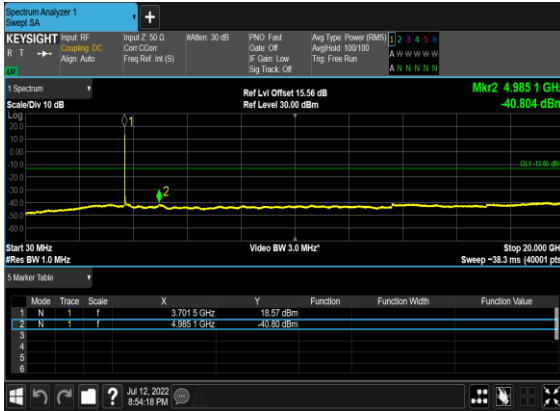 Spectrum Analyzer 1
Swept SA
+
KEYSIGHT Input: RF Input Z: 50 Ω #Atten: 30 dB PNO: Fast Avg Type: Power (RMS) 1 2 3 4 5 6
R T Coupling: DC Corr CCorr Gate: Off Avg|Hold: 100/100 A W W W W W
Align: Auto Freq Ref: Int (S) IF Gain: Low Trig: Free Run
Sig Track: Off A N N N N N
1 Spectrum Ref Lvl Offset 15.56 dB Mkr2 4.985 1 GHz
Scale/Div 10 dB Ref Level 30.00 dBm -40.804 dBm
Log
1
20.0
10.0
0.00
-10.0
DL1 -13.00 dBm
-20.0
-30.0
2
-40.0
-50.0
-60.0
Start 30 MHz Video BW 3.0 MHz* Stop 20.000 GHz
#Res BW 1.0 MHz Sweep ~38.3 ms (40001 pts)
5 Marker Table
Mode Trace Scale X Y Function Function Width Function Value
1 N 1 f 3.701 5 GHz 18.57 dBm
2 N 1 f 4.985 1 GHz -40.80 dBm
3
4
5
6
? Jul 12, 2022
8:54:18 PM